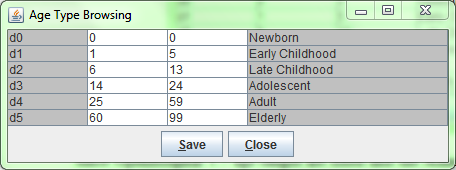 Age Type Browsing
d0 0 0 Newborn
d1 1 5 Early Childhood
d2 6 13 Late Childhood
d3 14 24 Adolescent
d4 25 59 Adult
d5 60 99 Elderly
Save Close